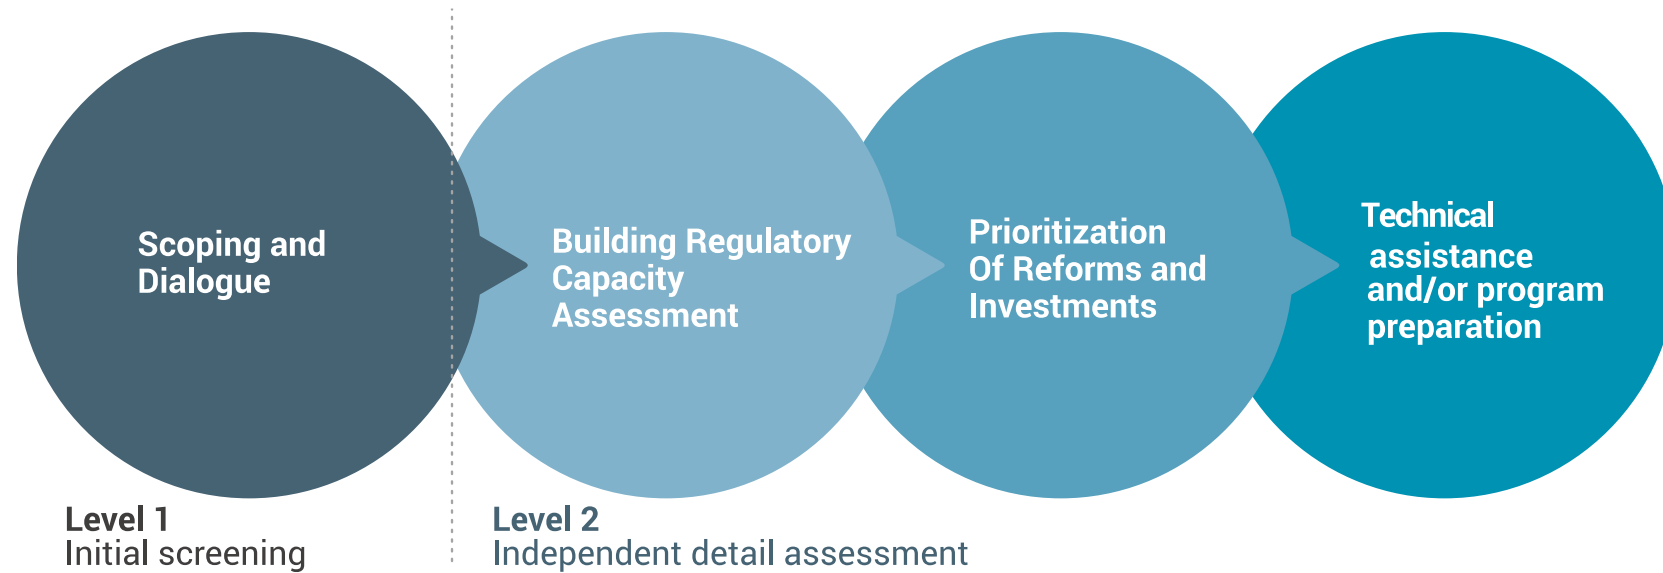 Scoping and
Dialogue
Building Regulatory
Capacity
Assessment
Prioritization
Of Reforms and
Investments
Technical
assistance
and/or program
preparation
Level 1
Initial screening
Level 2
Independent detail assessment